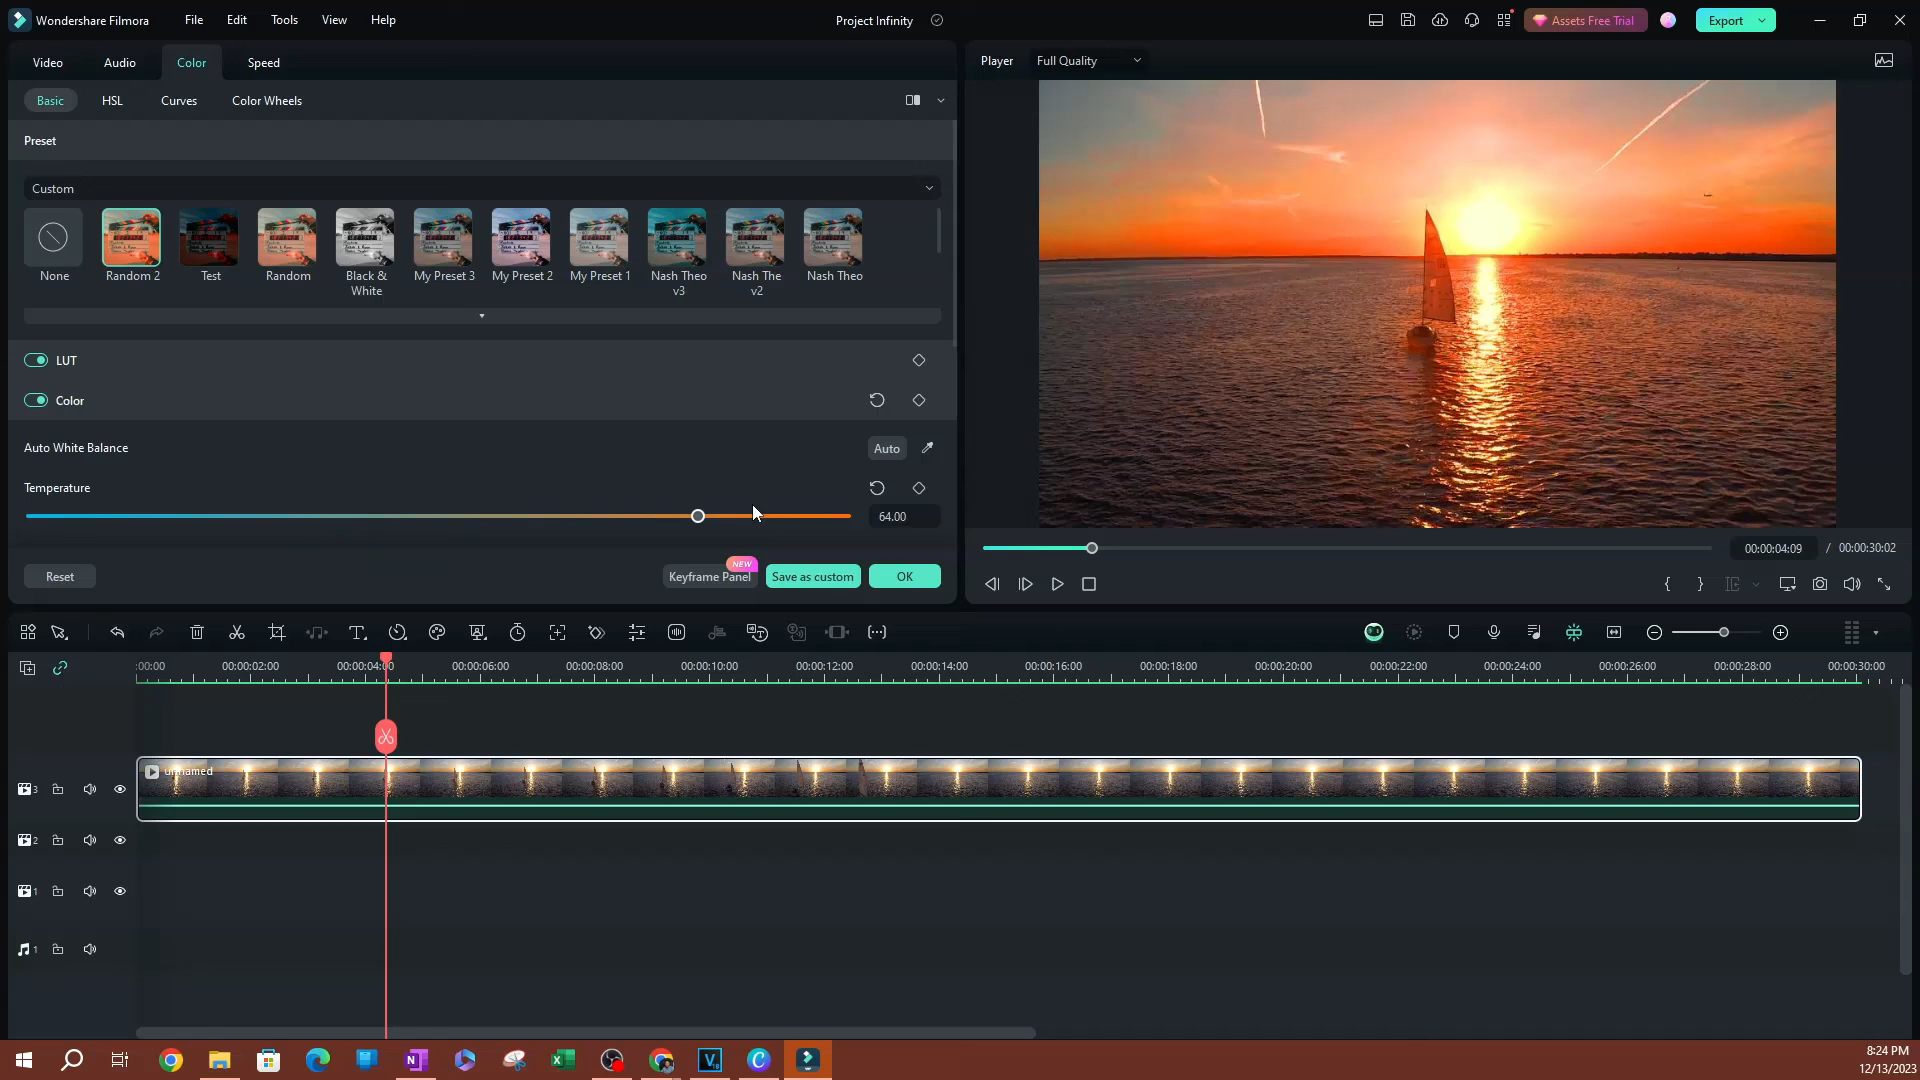 Wondershare Filmora
File
Edit
Tools
View
Help
Project Infinity
Assets Free Trial
Export
Video
Audio
Color
Speed
Player
Full Quality
Basic
HSL
Curves
Color Wheels
Preset
Custom
None
Random 2
Test
Random
Black &
White
My Preset 3
My Preset 2
My Preset 1
Nash Theo
v3
Nash The
v2
Nash Theo
LUT
Color
Auto White Balance
Auto
Temperature
64.00
Reset
NEW
Keyframe Panel
Save as custom
OK
00:00:04:09
/
00:00:30:02
:00:00
00:00:02:00
00:00:04:00
00:00:06:00
00:00:08:00
00:00:10:00
00:00:12:00
00:00:14:00
00:00:16:00
00:00:18:00
00:00:20:00
00:00:22:00
00:00:24:00
00:00:26:00
00:00:28:00
00:00:30:00
unnamed
3
2
1
1
8:24 PM
12/13/2023